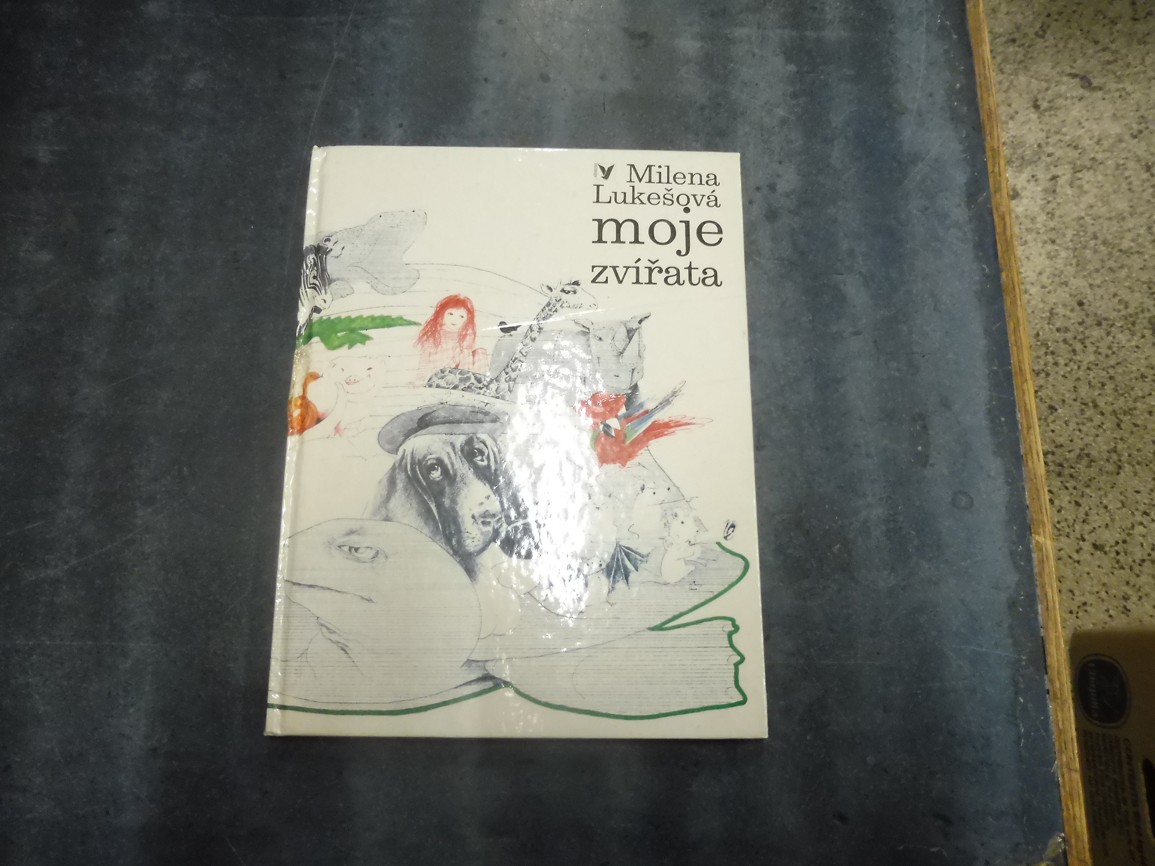 Milena
Lukešová
moje
zvířata